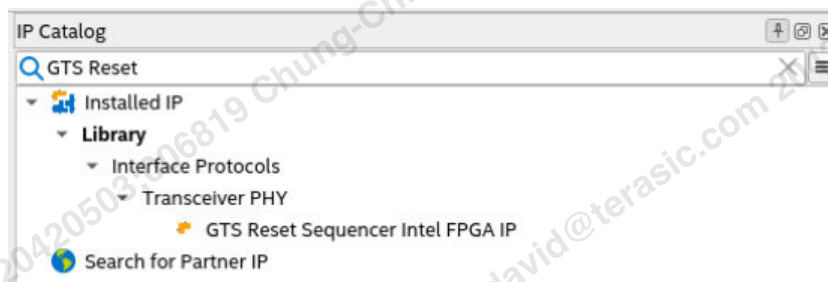 IP Catalog
GTS Reset
Installed IP
Library
Interface Protocols
Transceiver PHY
GTS Reset Sequencer Intel FPGA IP
Search for Partner IP